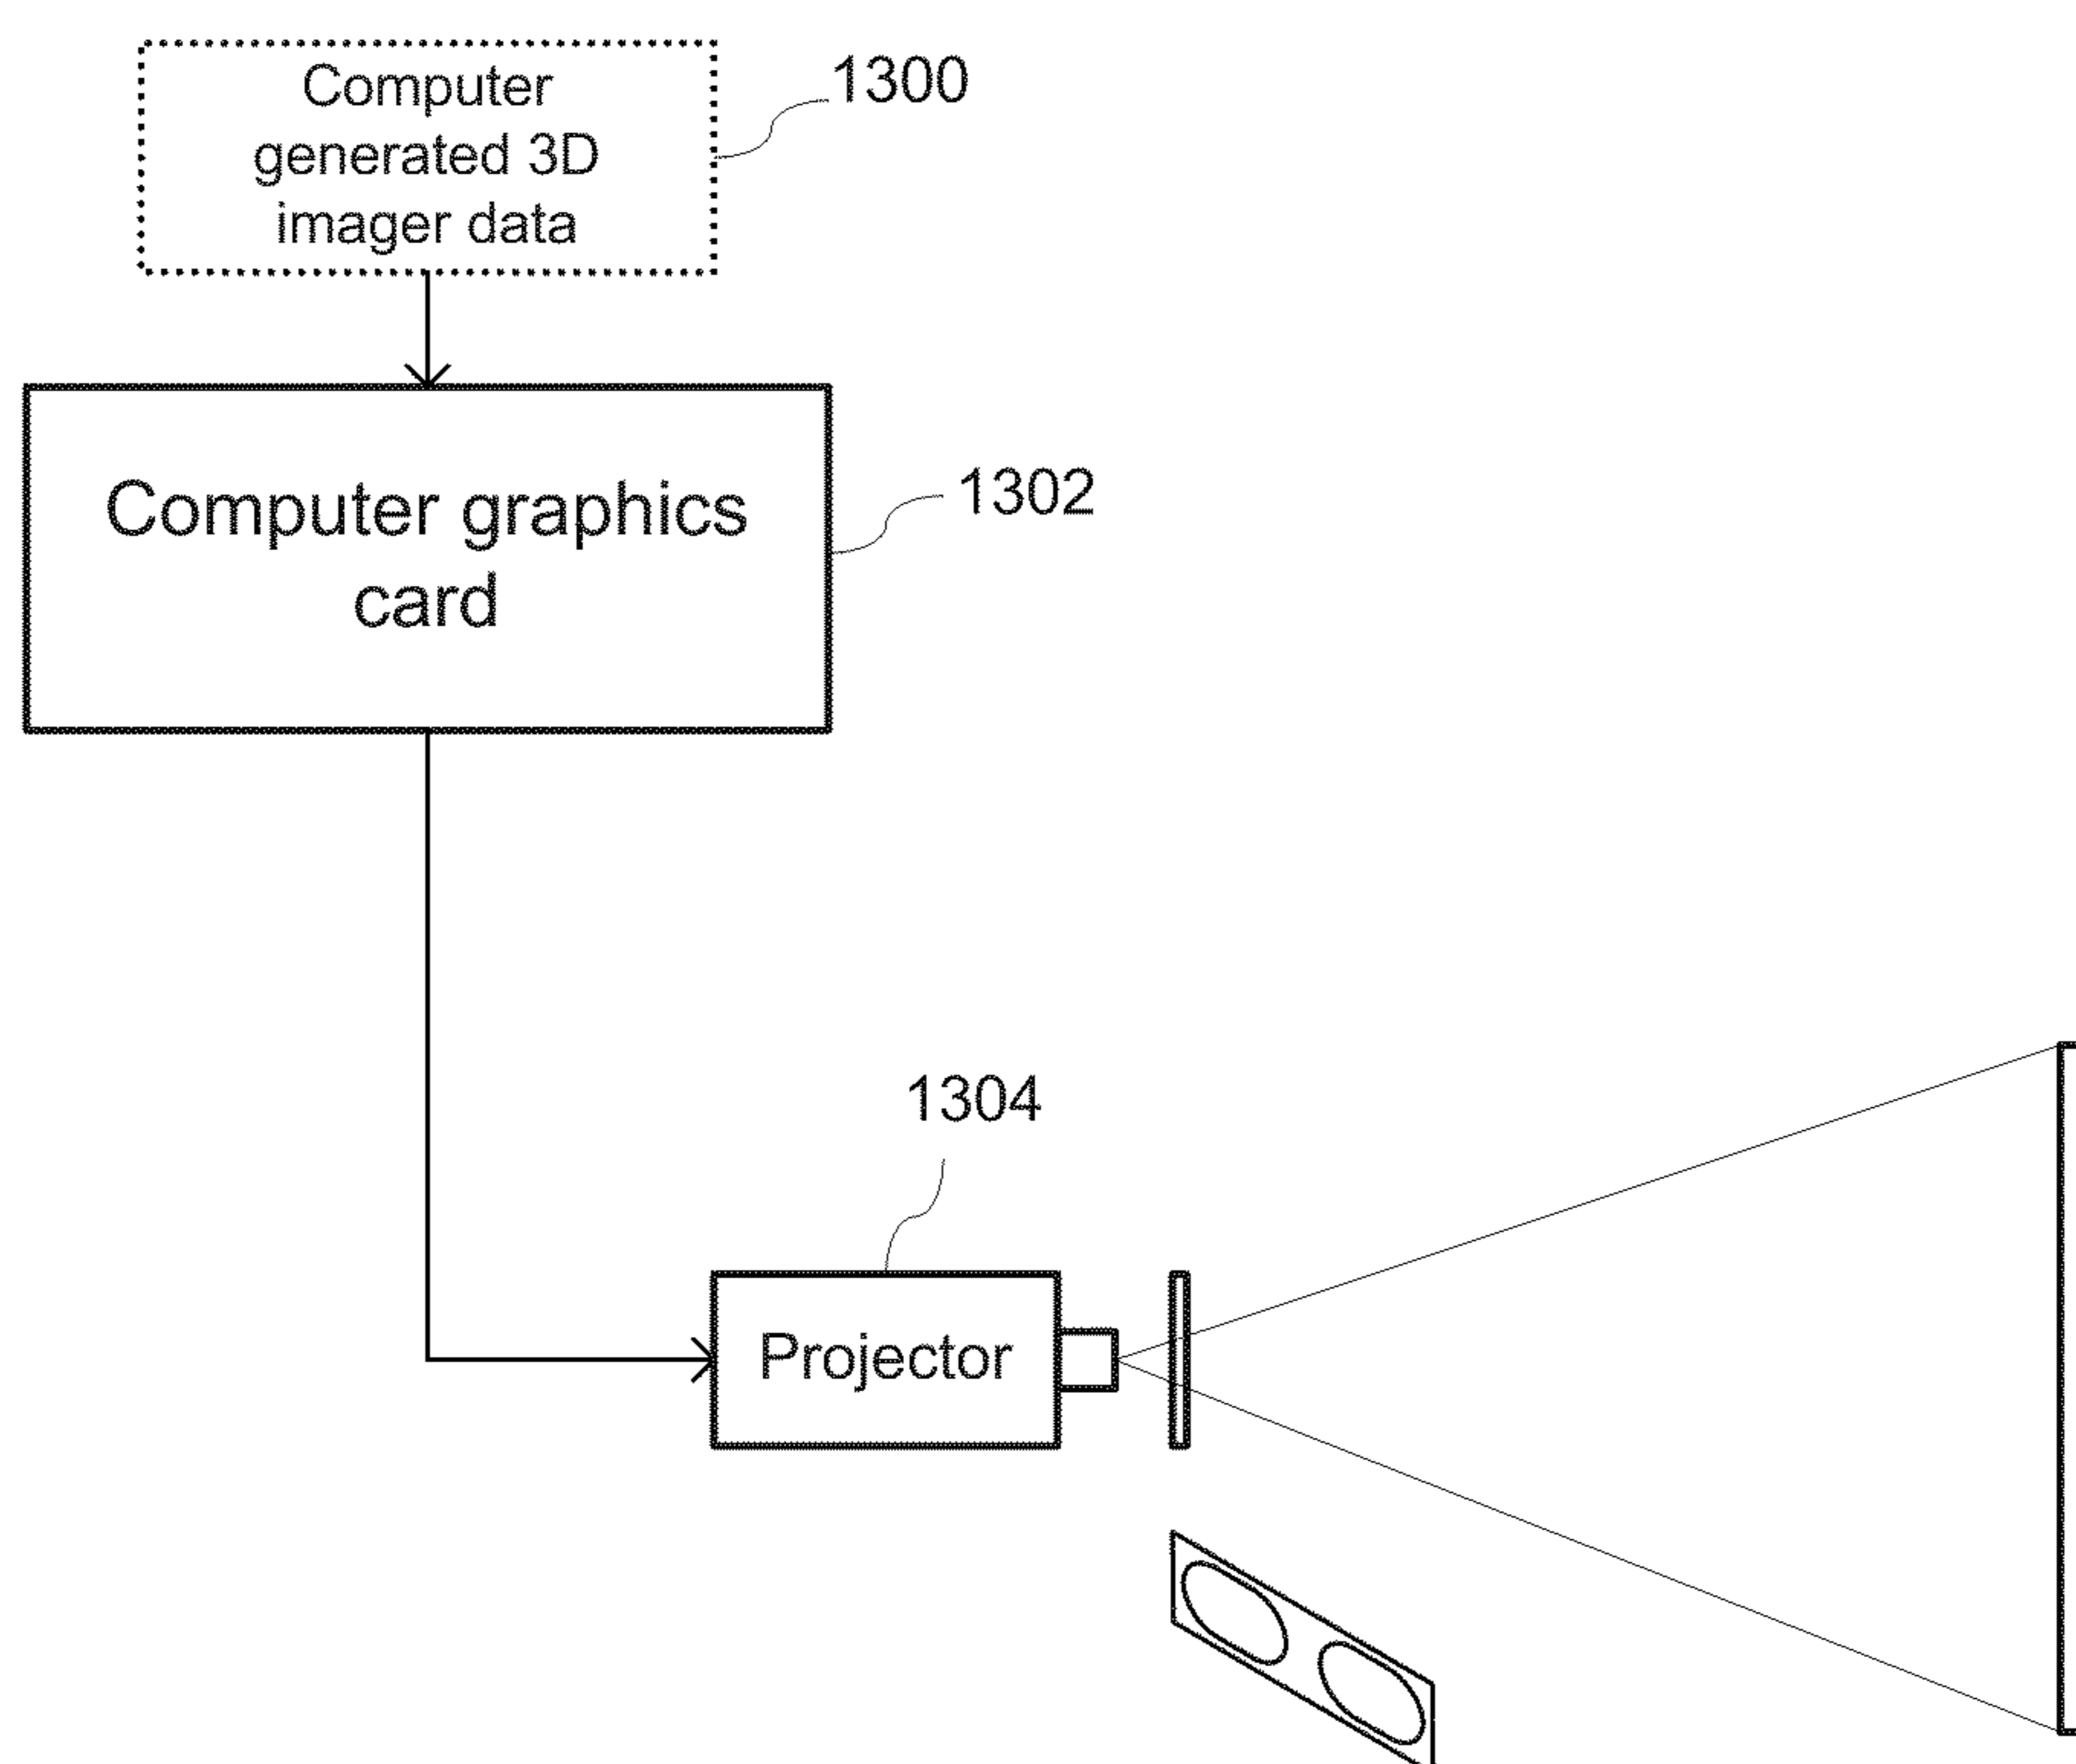 Computer
generated 3D
imager data
1300
Computer graphics
card
1302
1304
Projector